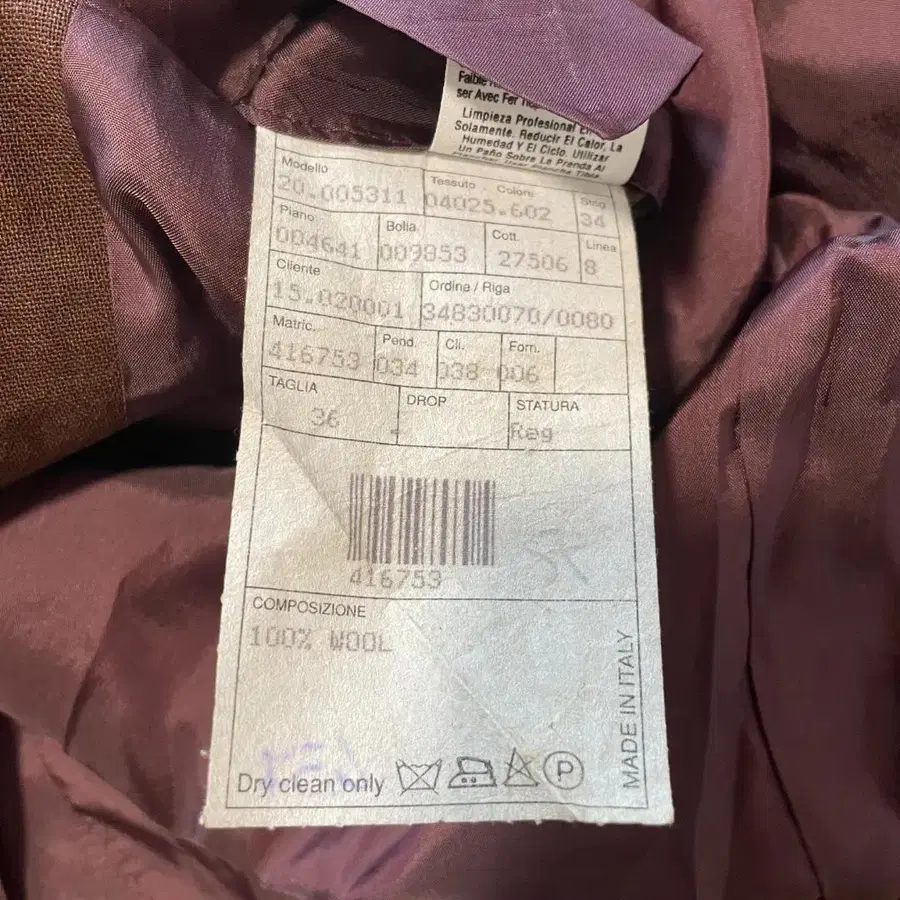 Faible
ser Avec Fer
Limpieza Profesional En
Solamente. Reducir El Calor, La
Humedad Y El Ciclo. Utilizar
Un Paño Sobre La Prenda Al
Modello Tessuto Colore
20.005311 04025.602 34
Piano Bolla Cott. Linea
004641 009853 27506 8
Cliente Ordine / Riga
15.020001 34830070/0080
Matric. Pend. Cli. Forn.
416753 034 038 006
TAGLIA DROP STATURA
36 - Reg
416753
COMPOSIZIONE
100% WOOL
MADE IN ITALY
Dry clean only P